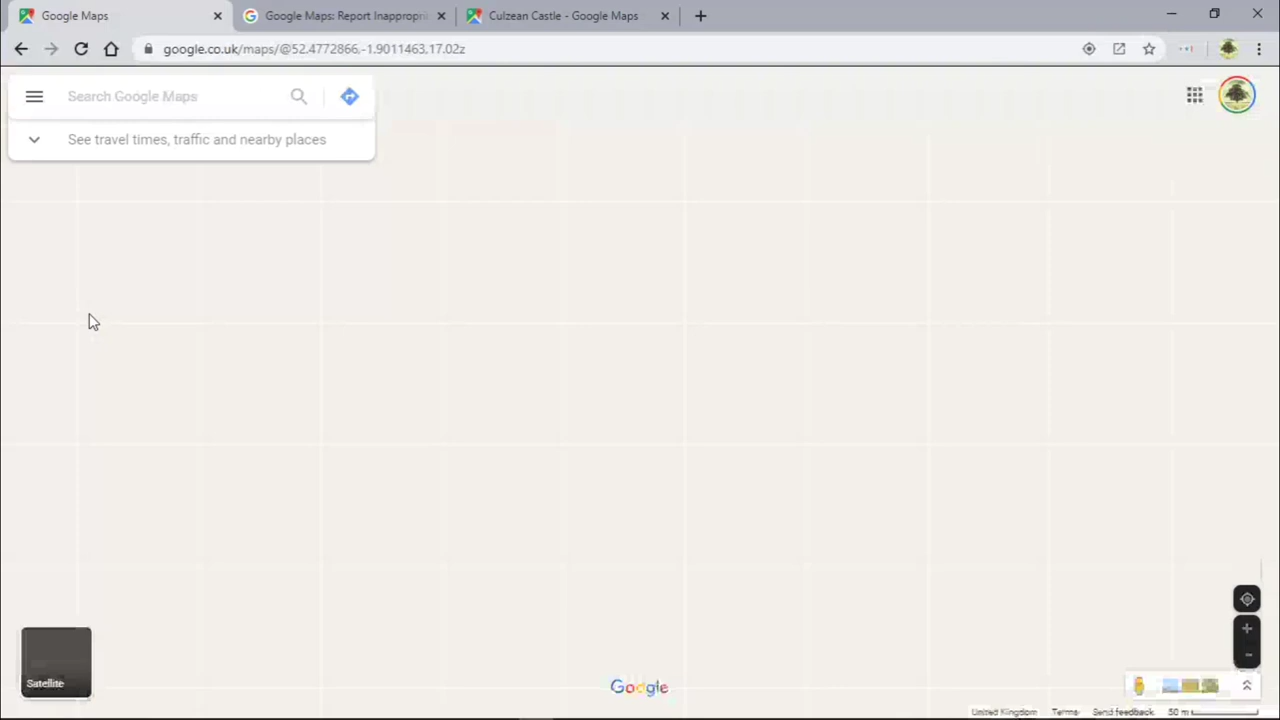 Google Maps
Google Maps: Report Inappropri
Culzean Castle - Google Maps
google.co.uk/maps/@52.4772866,-1.9011463,17.02z
Search Google Maps
See travel times, traffic and nearby places
Satellite
Google
United Kingdom Terms Send feedback 50 m